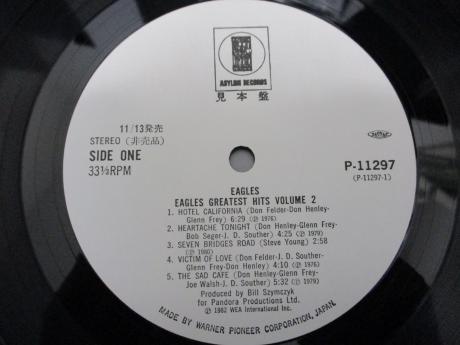 ASYLUM RECORDS
見本盤
11/13発売
STEREO (非売品)
SIDE ONE
33⅓RPM
P-11297
(P-11297-1)
EAGLES
EAGLES GREATEST HITS VOLUME 2
1. HOTEL CALIFORNIA (Don Felder-Don Henley-
Glenn Frey) 6:29 (Ⓟ 1976)
2. HEARTACHE TONIGHT (Don Henley-Glenn Frey-
Bob Seger-J.D. Souther) 4:25 (Ⓟ 1979)
3. SEVEN BRIDGES ROAD (Steve Young) 2:58
(Ⓟ 1980)
4. VICTIM OF LOVE (Don Felder-J.D. Souther-
Glenn Frey-Don Henley) 4:10 (Ⓟ 1976)
5. THE SAD CAFE (Don Henley-Glenn Frey-
Joe Walsh-J.D. Souther) 5:32 (Ⓟ 1979)
Produced by Bill Szymczyk
for Pandora Productions Ltd.
Ⓟ 1982 WEA International Inc.
MADE BY WARNER PIONEER CORPORATION, JAPAN.